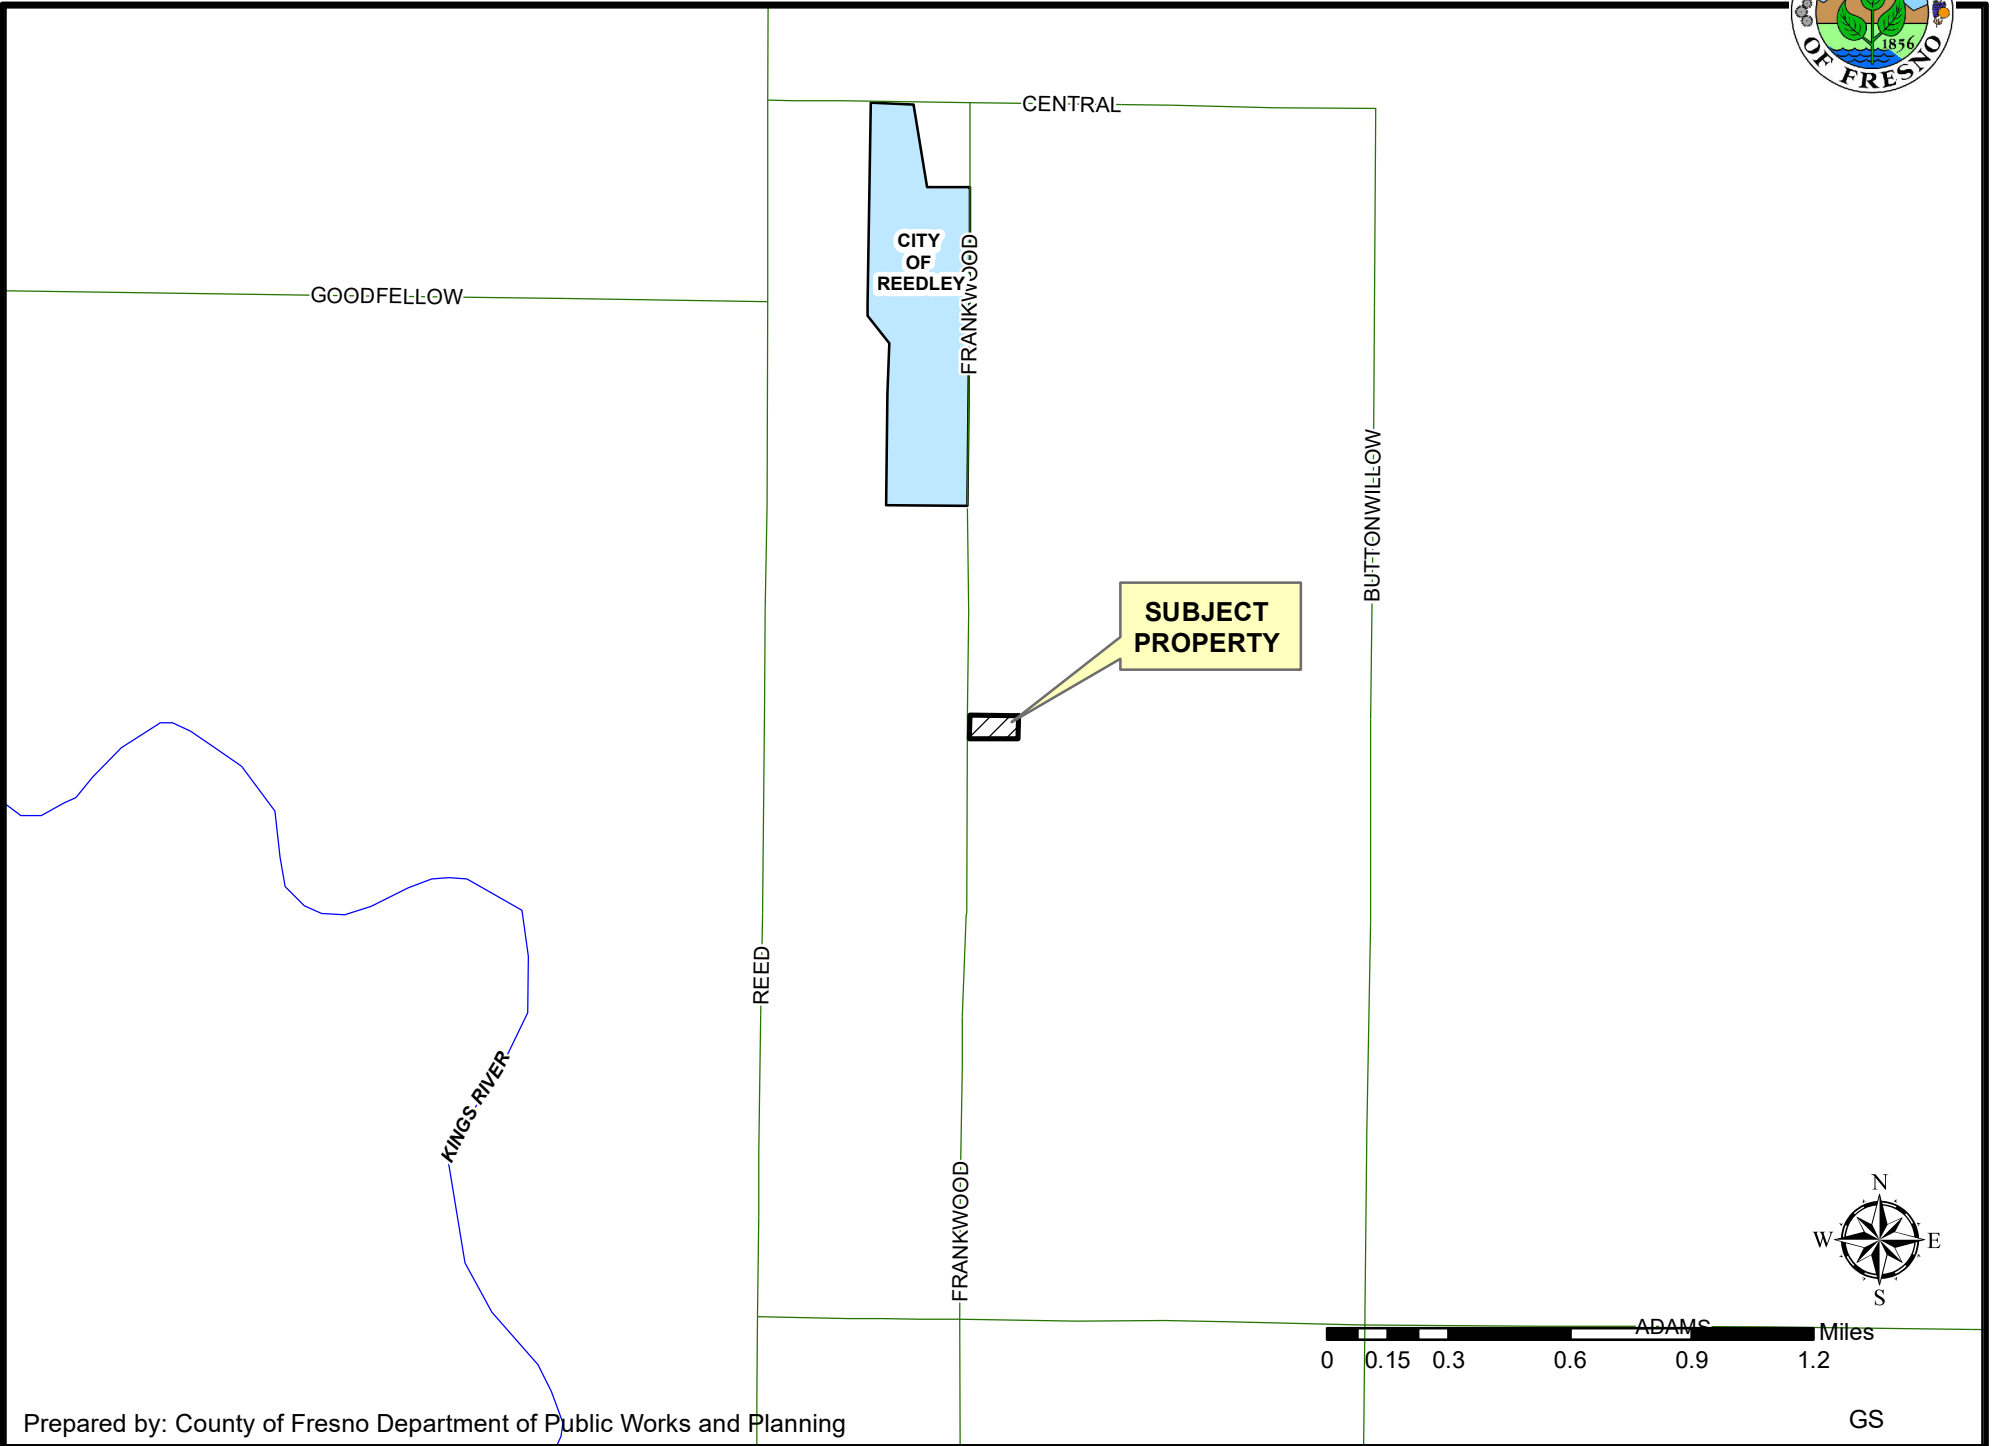 1856
OF FRESNO
CENTRAL
CITY
OF
REEDLEY
FRANKWOOD
GOODFELLOW
BUTTONWILLOW
SUBJECT
PROPERTY
REED
KINGS RIVER
FRANKWOOD
N
W
E
S
ADAMS
Miles
0 0.15 0.3 0.6 0.9 1.2
Prepared by: County of Fresno Department of Public Works and Planning
GS